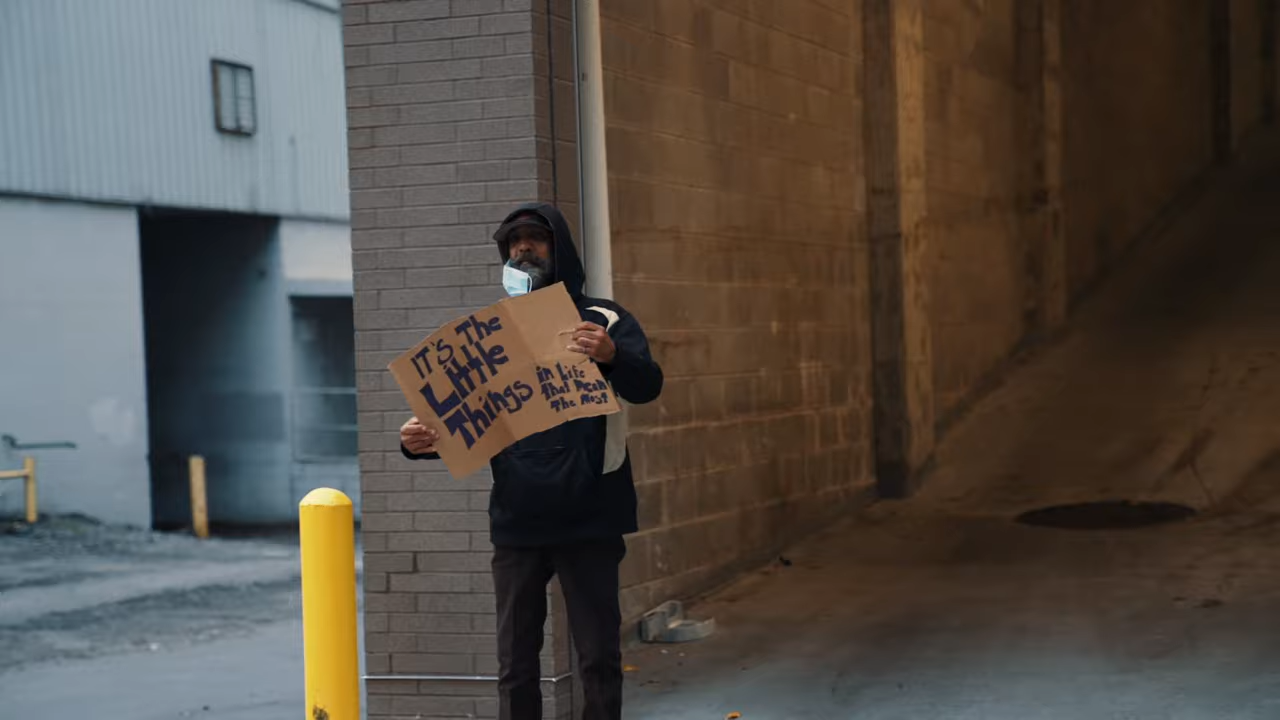 IT'S The
Little
Things
in Life
That Mean
The Most